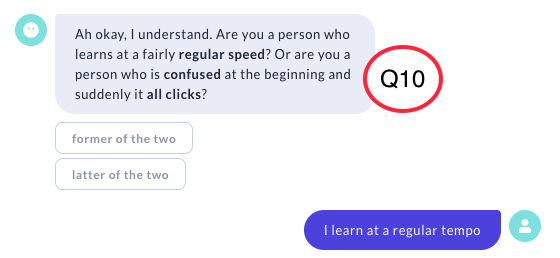 Ah okay, I understand. Are you a person who
learns at a fairly regular speed? Or are you a
person who is confused at the beginning and
suddenly it all clicks?
Q10
former of the two
latter of the two
I learn at a regular tempo